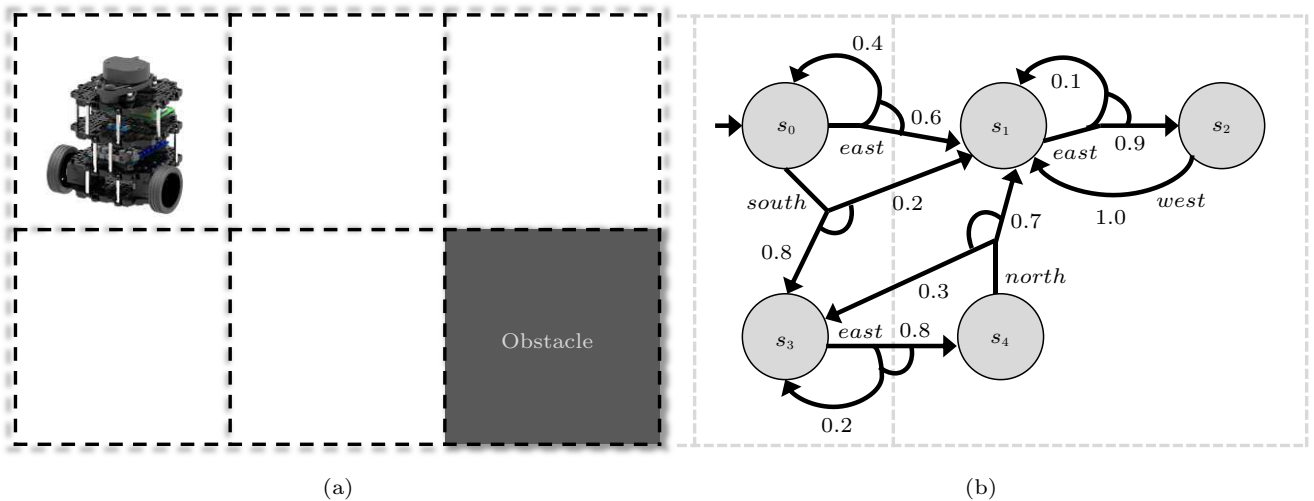 Obstacle
(a)
0.4
0.1
s₀
0.6
s₁
s₂
east
east
0.9
south
0.2
1.0
west
0.8
0.7
0.3
north
s₃
east
0.8
s₄
0.2
(b)